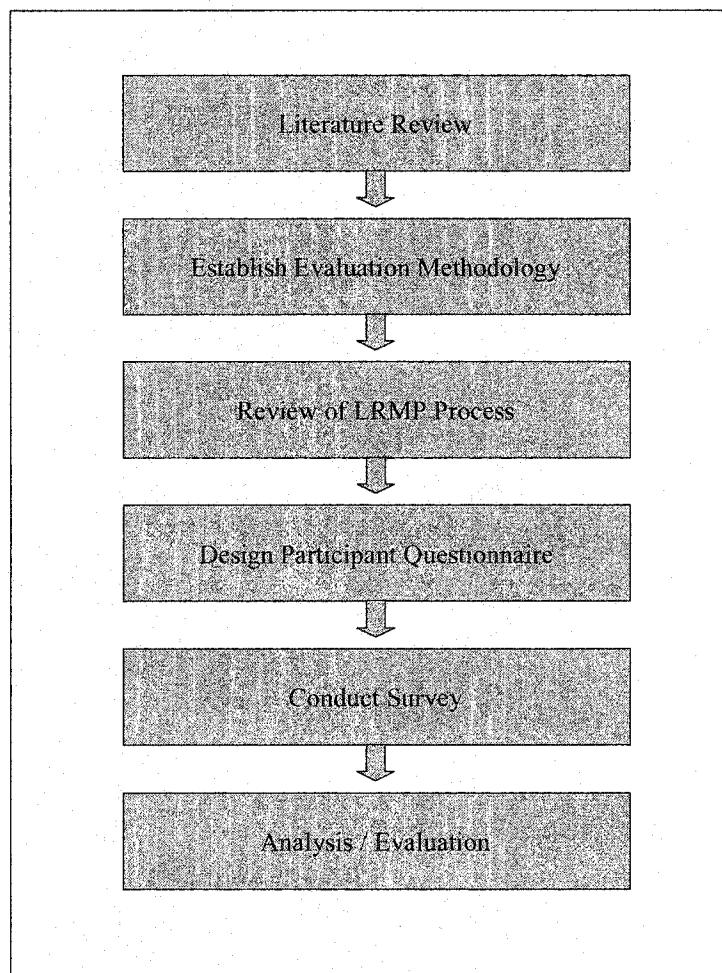 Literature Review
Establish Evaluation Methodology
Review of LRMP Process
Design Participant Questionnaire
Conduct Survey
Analysis / Evaluation